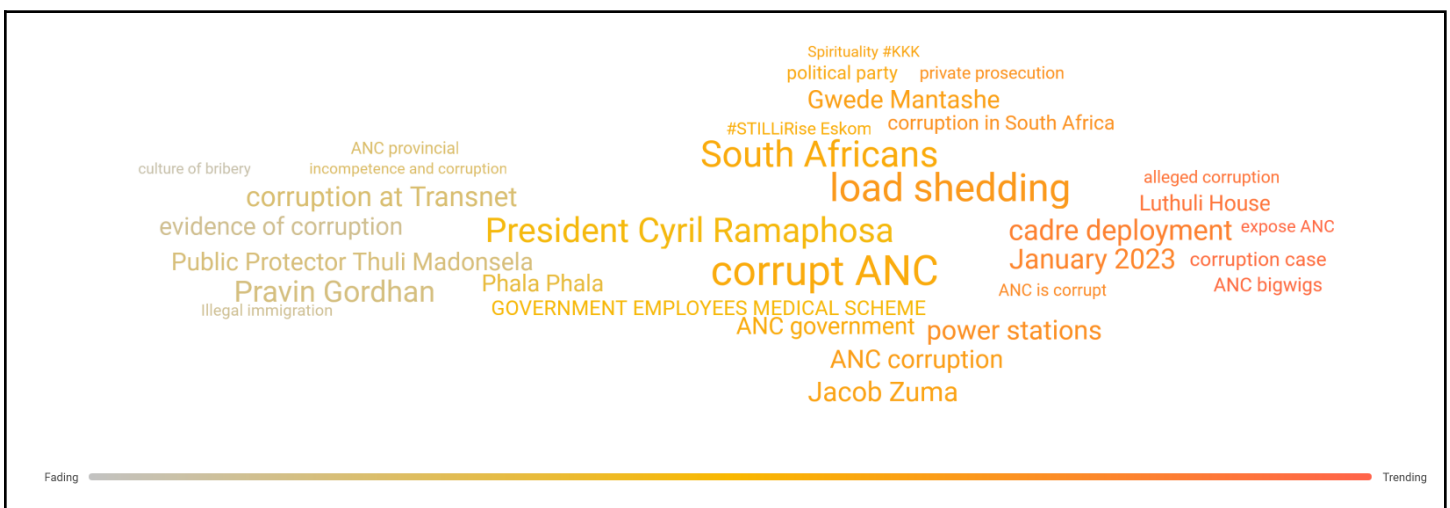 Spirituality #KKK
political party
private prosecution
Gwede Mantashe
#STILLiRise Eskom
corruption in South Africa
ANC provincial
South Africans
culture of bribery
incompetence and corruption
load shedding
alleged corruption
corruption at Transnet
Luthuli House
evidence of corruption
President Cyril Ramaphosa
cadre deployment
expose ANC
Public Protector Thuli Madonsela
corrupt ANC
January 2023
corruption case
Pravin Gordhan
Phala Phala
ANC is corrupt
ANC bigwigs
Illegal immigration
GOVERNMENT EMPLOYEES MEDICAL SCHEME
ANC government
power stations
ANC corruption
Jacob Zuma
Fading
Trending